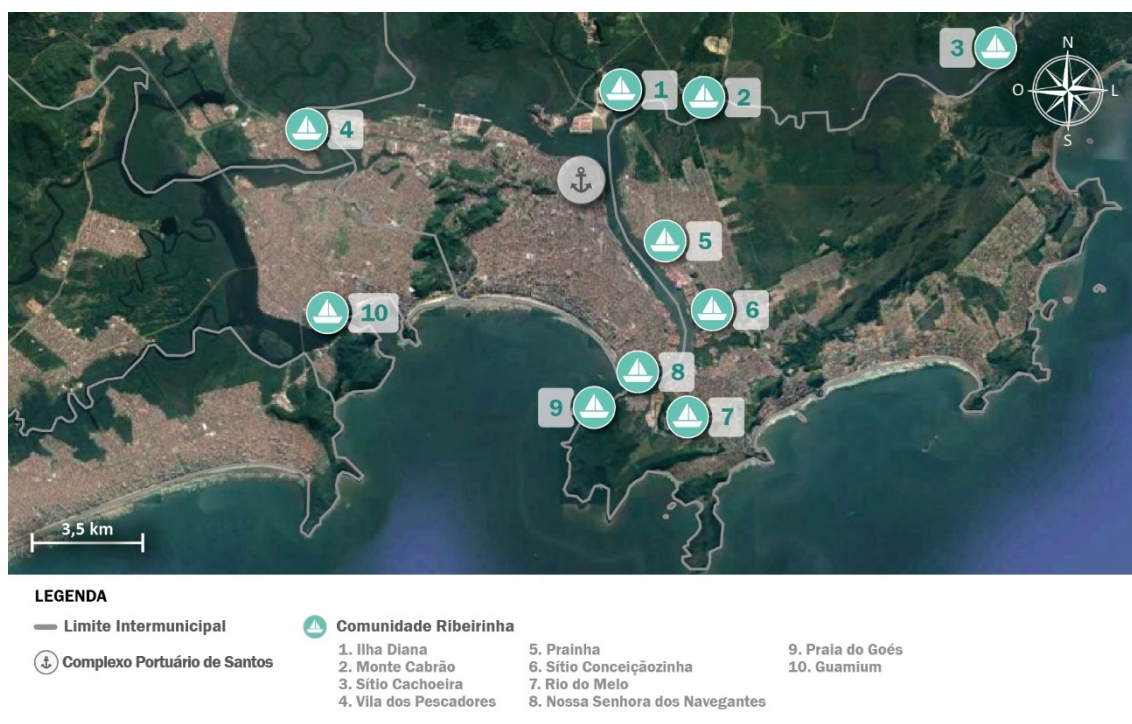 3
N
O
L
S
1
2
4
5
6
10
8
9
7
3,5 km
LEGENDA
Limite Intermunicipal
Complexo Portuário de Santos
Comunidade Ribeirinha
1. Ilha Diana
2. Monte Cabrão
3. Sítio Cachoeira
4. Vila dos Pescadores
5. Prainha
6. Sítio Conceiçãozinha
7. Rio do Melo
8. Nossa Senhora dos Navegantes
9. Praia do Goés
10. Guamium